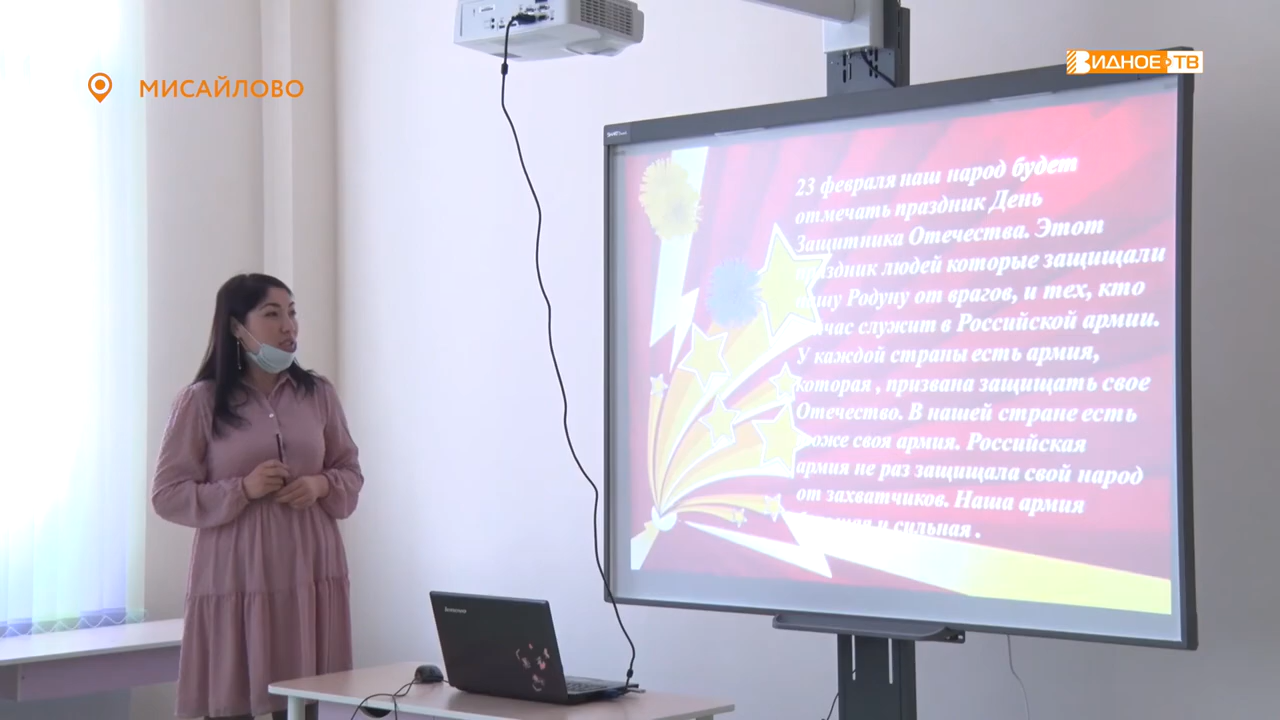 МИСАЙЛОВО
ВИДНОЕ ТВ
23 февраля наш народ будет
отмечать праздник День
Защитника Отечества. Этот
праздник людей которые защищали
нашу Родуну от врагов, и тех, кто
сейчас служит в Российской армии.
У каждой страны есть армия,
которая , призвана защищать свое
Отечество. В нашей стране есть
тоже своя армия. Российская
армия не раз защищала свой народ
от захватчиков. Наша армия
и сильная .